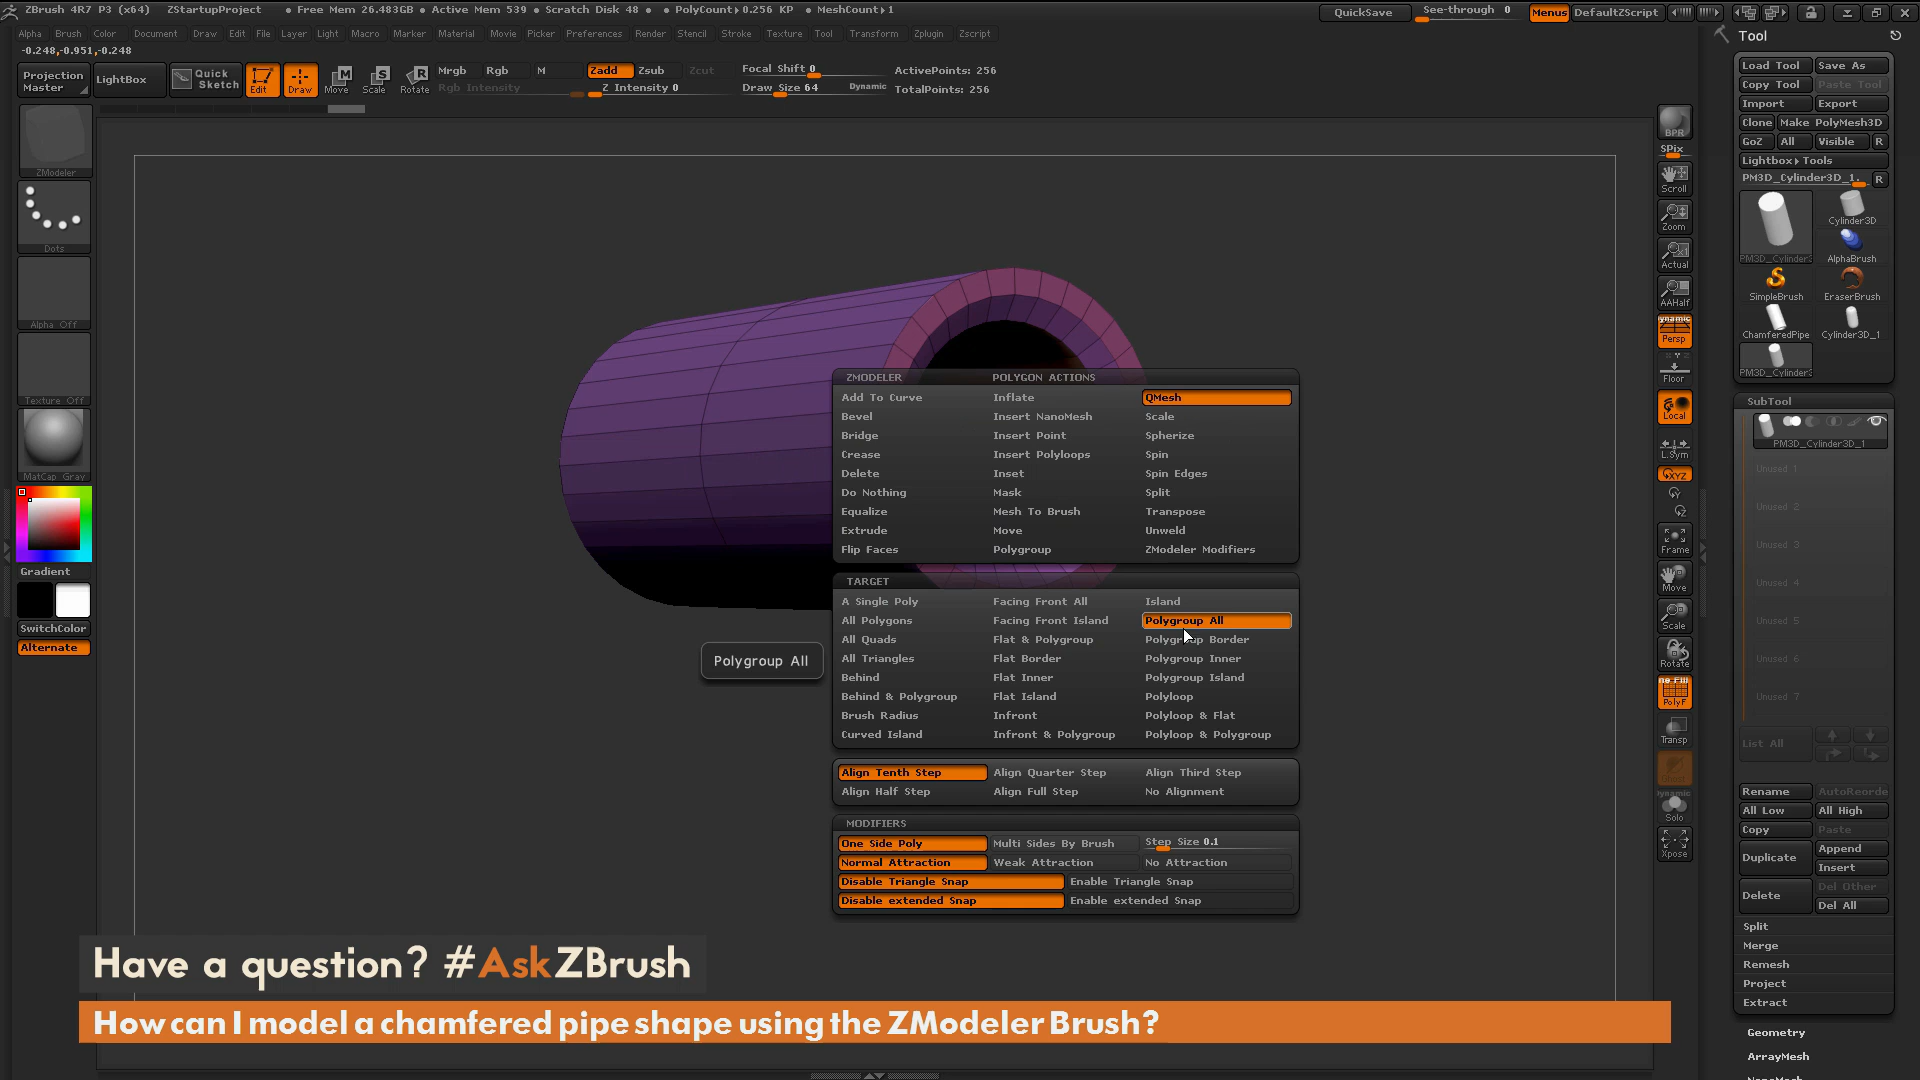 ZBrush 4R7 P3 (x64) ZStartupProject • Free Mem 26.483GB • Active Mem 539 • Scratch Disk 48 • • PolyCount▸0.256 KP • MeshCount▸1 QuickSave See-through 0 Menus DefaultZScript
Alpha Brush Color Document Draw Edit File Layer Light Macro Marker Material Movie Picker Preferences Render Stencil Stroke Texture Tool Transform Zplugin Zscript
-0.248,-0.951,-0.248
Projection Master
LightBox
Quick Sketch
Edit
Draw
Move
Scale
Rotate
Mrgb Rgb M Zadd Zsub Zcut
Rgb Intensity Z Intensity 0
Focal Shift 0
Draw Size 64 Dynamic
ActivePoints: 256
TotalPoints: 256
ZModeler
Dots
Alpha Off
Texture Off
MatCap Gray
Gradient
SwitchColor
Alternate
ZMODELER POLYGON ACTIONS
Add To Curve Inflate QMesh
Bevel Insert NanoMesh Scale
Bridge Insert Point Spherize
Crease Insert Polyloops Spin
Delete Inset Spin Edges
Do Nothing Mask Split
Equalize Mesh To Brush Transpose
Extrude Move Unweld
Flip Faces Polygroup ZModeler Modifiers
TARGET
A Single Poly Facing Front All Island
All Polygons Facing Front Island Polygroup All
All Quads Flat & Polygroup Polygroup Border
All Triangles Flat Border Polygroup Inner
Behind Flat Inner Polygroup Island
Behind & Polygroup Flat Island Polyloop
Brush Radius Infront Polyloop & Flat
Curved Island Infront & Polygroup Polyloop & Polygroup
Polygroup All
Align Tenth Step Align Quarter Step Align Third Step
Align Half Step Align Full Step No Alignment
MODIFIERS
One Side Poly Multi Sides By Brush Step Size 0.1
Normal Attraction Weak Attraction No Attraction
Disable Triangle Snap Enable Triangle Snap
Disable extended Snap Enable extended Snap
BPR
SPix
Scroll
Zoom
Actual
AAHalf
Persp
Floor
Local
L.Sym
XYZ
Frame
Move
Scale
Rotate
PolyF
Transp
Dynamic
Solo
Xpose
Tool
Load Tool Save As
Copy Tool Paste Tool
Import Export
Clone Make PolyMesh3D
GoZ All Visible R
Lightbox▸Tools
PM3D_Cylinder3D_1. R
Cylinder3D
PM3D_Cylinder3 AlphaBrush
SimpleBrush EraserBrush
ChamferedPipe Cylinder3D_1
PM3D_Cylinder3
SubTool
PM3D_Cylinder3D_1
Unused 1
Unused 2
Unused 3
Unused 4
Unused 5
Unused 6
Unused 7
List All
Rename AutoReorde
All Low All High
Copy Paste
Duplicate Append
Insert
Delete Del Other
Del All
Split
Merge
Remesh
Project
Extract
Geometry
ArrayMesh
Have a question? #AskZBrush
How can I model a chamfered pipe shape using the ZModeler Brush?